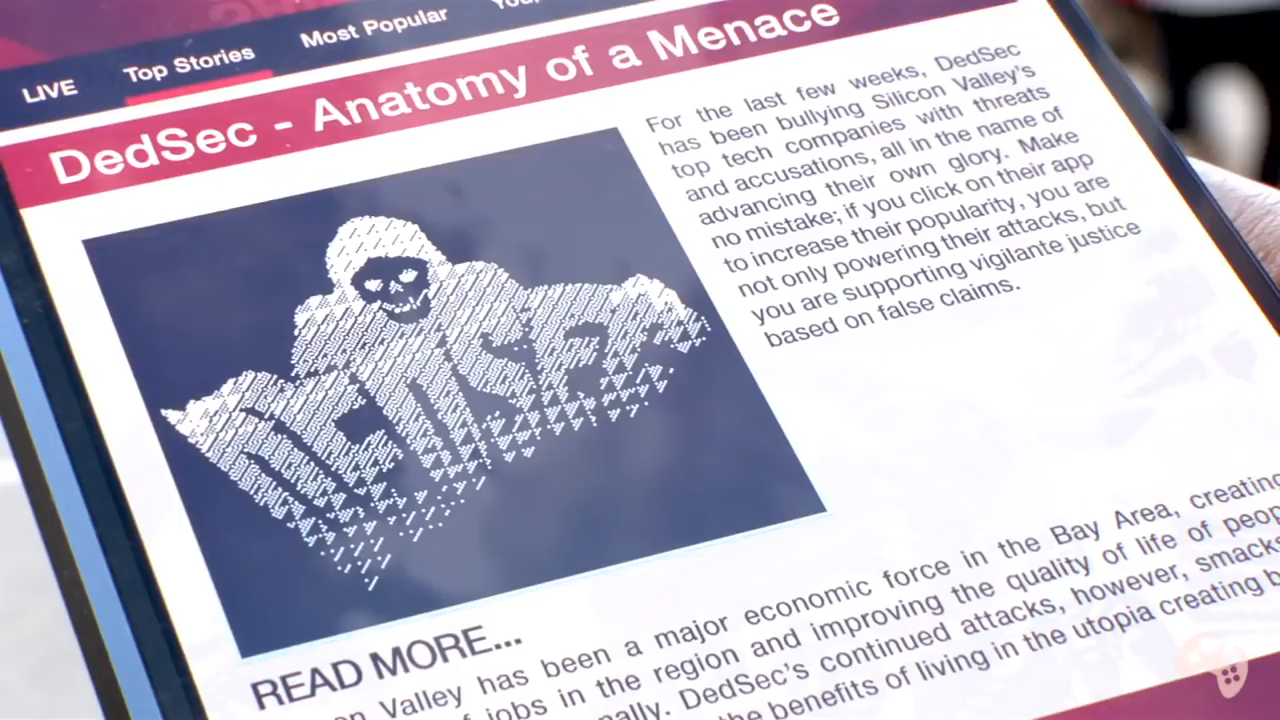 LIVE
Top Stories
Most Popular
DedSec - Anatomy of a Menace
For the last few weeks, DedSec
has been bullying Silicon Valley's
top tech companies with threats
and accusations, all in the name of
advancing their own glory. Make
no mistake; if you click on their app
to increase their popularity, you are
not only powering their attacks, but
you are supporting vigilante justice
based on false claims.
DEDSEC
READ MORE...
Valley has been a major economic force in the Bay Area, creating
jobs in the region and improving the quality of life of
DedSec's continued attacks, however, smacks
the benefits of living in the utopia creating